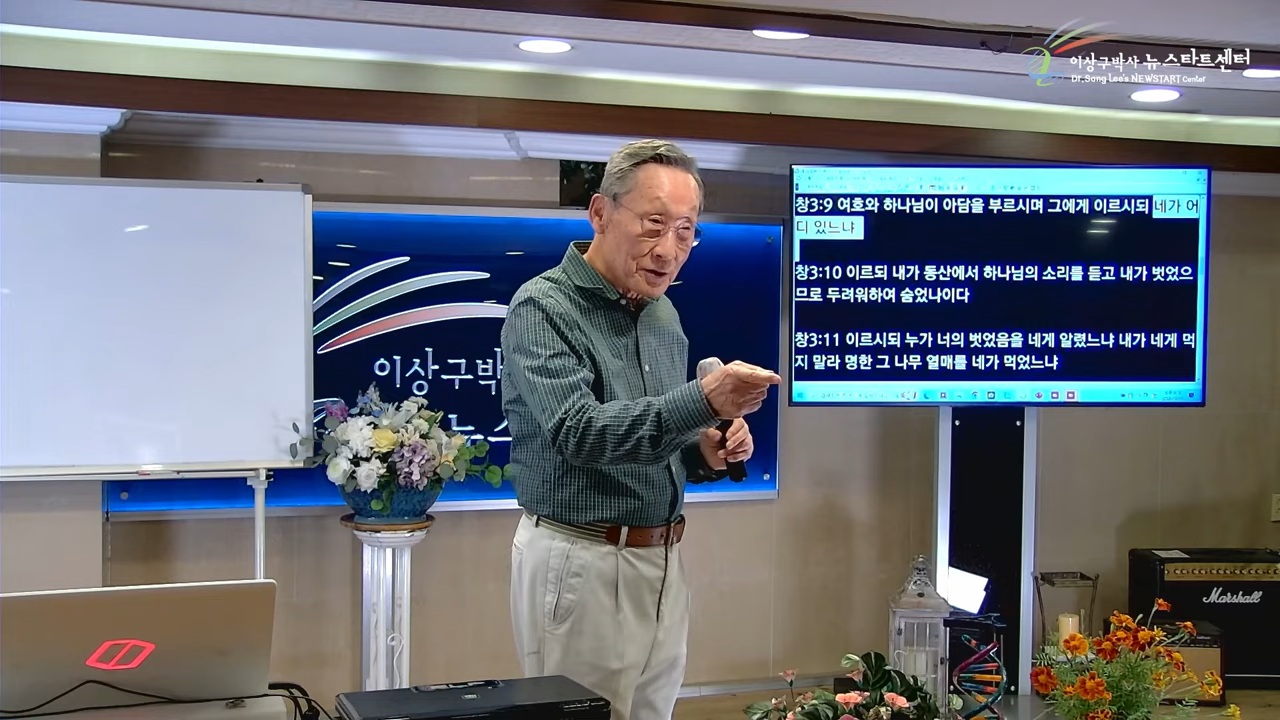 이상구박사 뉴스타트센터
Dr.Sang Lee's NEWSTART Center
창3:9 여호와 하나님이 아담을 부르시며 그에게 이르시되 네가 어
디 있느냐
창3:10 이르되 내가 동산에서 하나님의 소리를 듣고 내가 벗었으
므로 두려워하여 숨었나이다
창3:11 이르시되 누가 너의 벗었음을 네게 알렸느냐 내가 네게 먹
지 말라 명한 그 나무 열매를 네가 먹었느냐
이상구박
뉴스
Marshall